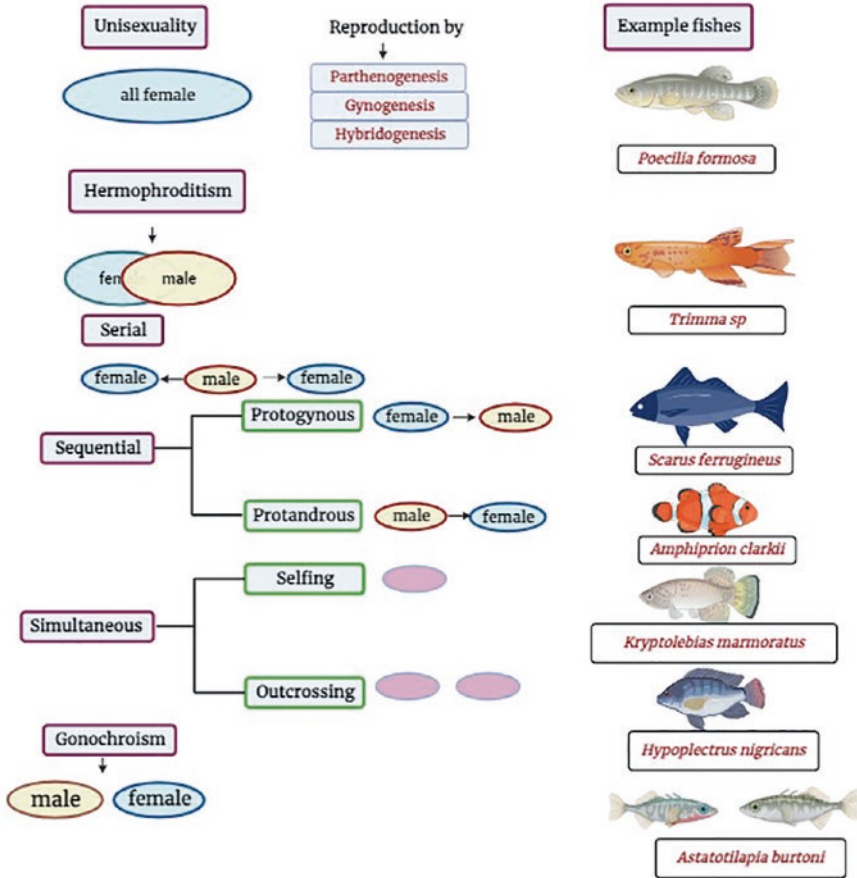 Unisexuality
Reproduction by
Example fishes
all female
Parthenogenesis
Gynogenesis
Hybridogenesis
Poecilia formosa
Hermophroditism
female
male
Trimma sp
Serial
female
male
female
Sequential
Protogynous
female
male
Scarus ferrugineus
Protandrous
male
female
Amphiprion clarkii
Simultaneous
Selfing
Kryptolebias marmoratus
Outcrossing
Hypoplectrus nigricans
Gonochroism
male
female
Astatotilapia burtoni